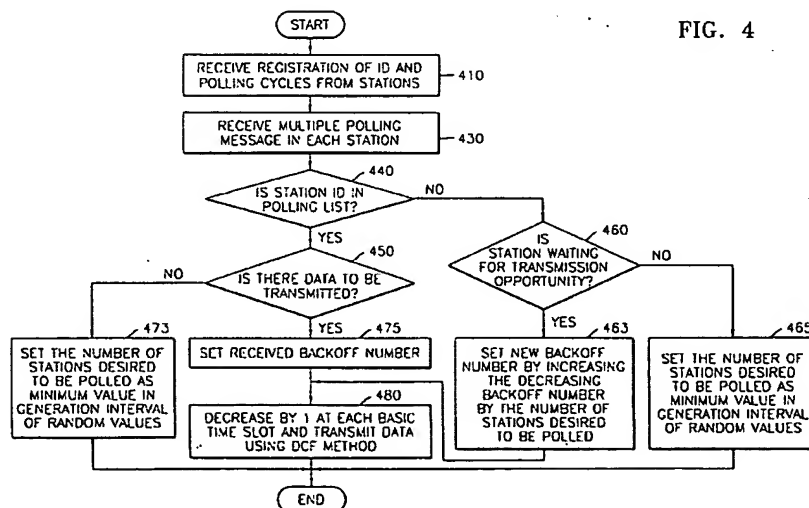 FIG. 4
START
RECEIVE REGISTRATION OF ID AND
POLLING CYCLES FROM STATIONS
410
RECEIVE MULTIPLE POLLING
MESSAGE IN EACH STATION
430
440
IS STATION ID IN
POLLING LIST?
NO
YES
450
IS THERE DATA TO BE
TRANSMITTED?
NO
YES
460
IS
STATION WAITING
FOR TRANSMISSION
OPPORTUNITY?
NO
YES
473
SET THE NUMBER OF
STATIONS DESIRED
TO BE POLLED AS
MINIMUM VALUE IN
GENERATION INTERVAL
OF RANDOM VALUES
475
SET RECEIVED BACKOFF NUMBER
480
DECREASE BY 1 AT EACH BASIC
TIME SLOT AND TRANSMIT DATA
USING DCF METHOD
463
SET NEW BACKOFF
NUMBER BY INCREASING
THE DECREASING
BACKOFF NUMBER
BY THE NUMBER OF
STATIONS DESIRED
TO BE POLLED
465
SET THE NUMBER OF
STATIONS DESIRED
TO BE POLLED AS
MINIMUM VALUE IN
GENERATION INTERVAL
OF RANDOM VALUES
END